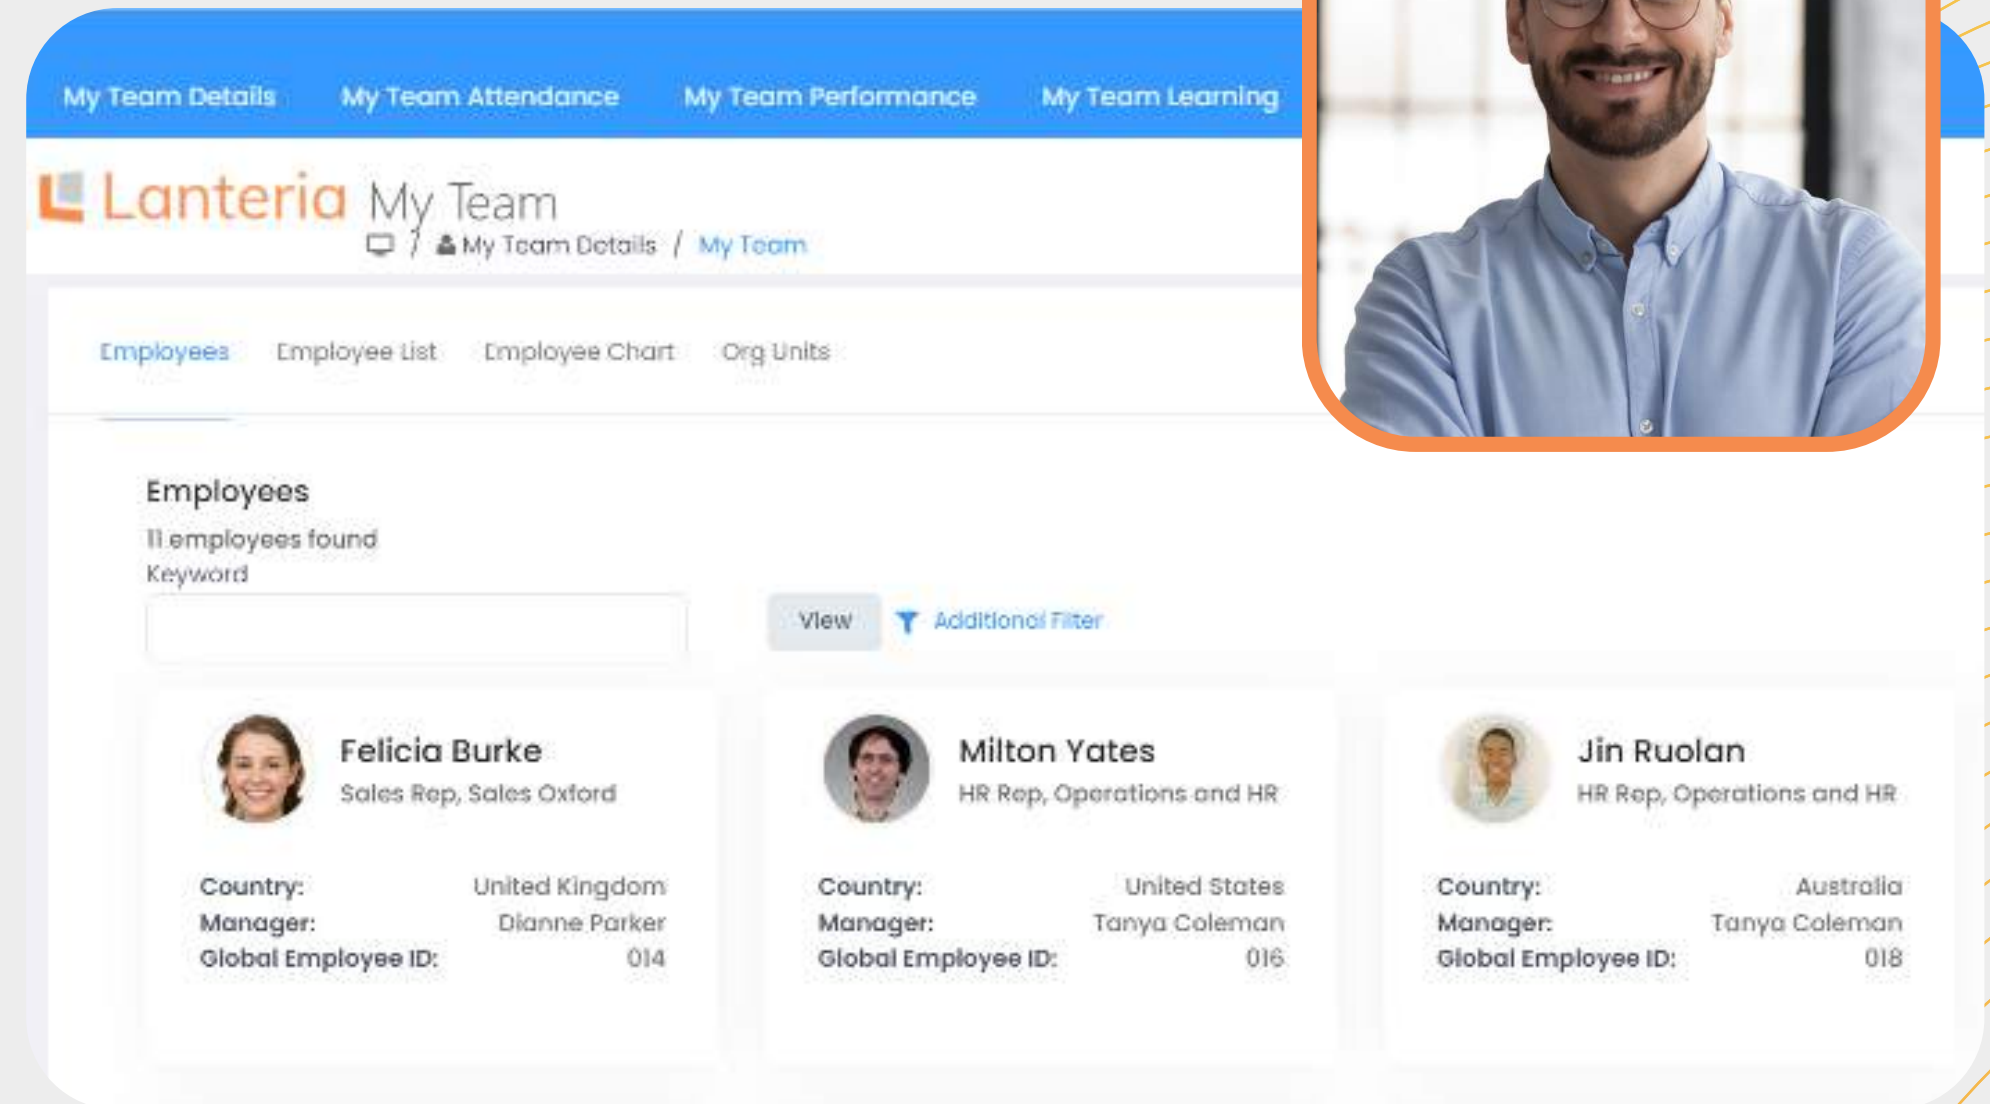 My Team Details My Team Attendance My Team Performance My Team Learning
Lanteria My Team
/ My Team Details / My Team
Employees Employee List Employee Chart Org Units
Employees
11 employees found
Keyword
View Additional Filter
Felicia Burke Milton Yates Jin Ruolan
Sales Rep, Sales Oxford HR Rep, Operations and HR HR Rep, Operations and HR
Country: United Kingdom Country: United States Country: Australia
Manager: Dianne Parker Manager: Tanya Coleman Manager: Tanya Coleman
Global Employee ID: 014 Global Employee ID: 016 Global Employee ID: 018